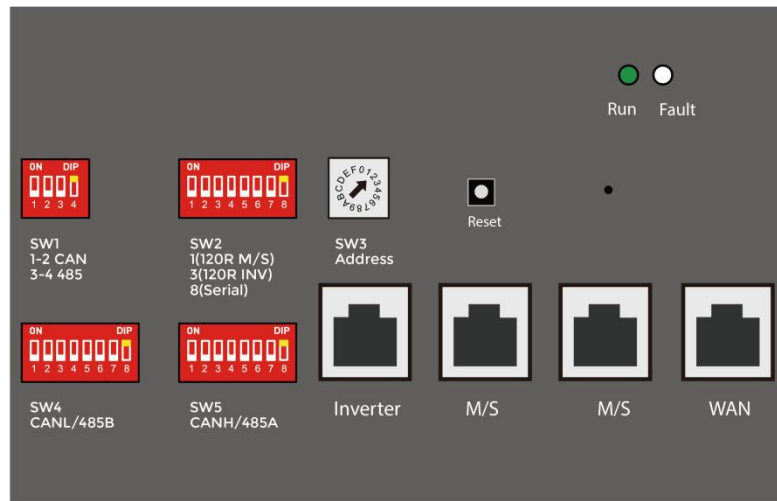 Run Fault
ON DIP
1 2 3 4
ON DIP
1 2 3 4 5 6 7 8
0123456789ABCDEF
Reset
SW1
1-2 CAN
3-4 485
SW2
1(120R M/S)
3(120R INV)
8(Serial)
SW3
Address
ON DIP
1 2 3 4 5 6 7 8
ON DIP
1 2 3 4 5 6 7 8
SW4
CANL/485B
SW5
CANH/485A
Inverter M/S M/S WAN